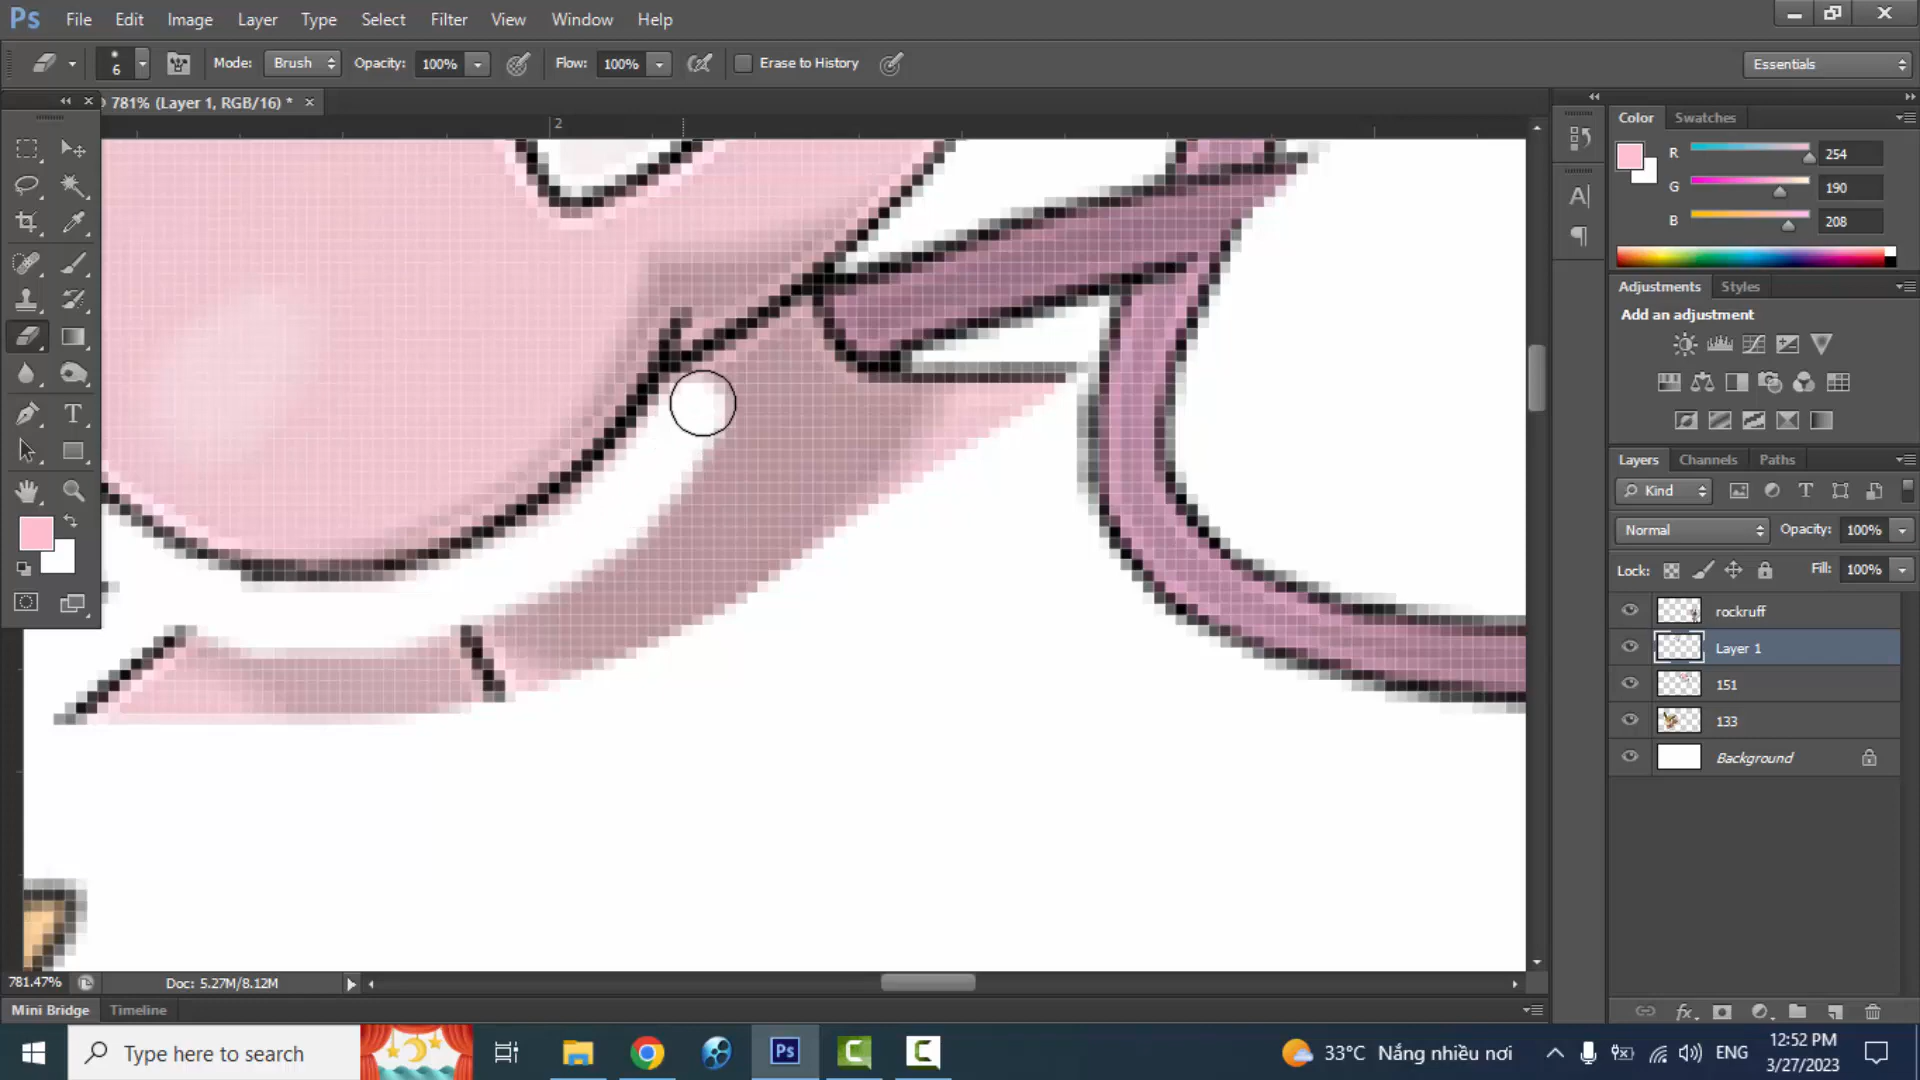 Ps File Edit Image Layer Type Select Filter View Window Help
6 Mode: Brush Opacity: 100% Flow: 100% Erase to History Essentials
781% (Layer 1, RGB/16) * ×
2
Color Swatches
R 254
G 190
B 208
Adjustments Styles
Add an adjustment
Layers Channels Paths
Kind
Normal Opacity: 100%
Lock: Fill: 100%
rockruff
Layer 1
151
133
Background
781.47% Doc: 5.27M/8.12M
Mini Bridge Timeline
Type here to search Ps 33°C Nắng nhiều nơi ENG 12:52 PM
3/27/2023